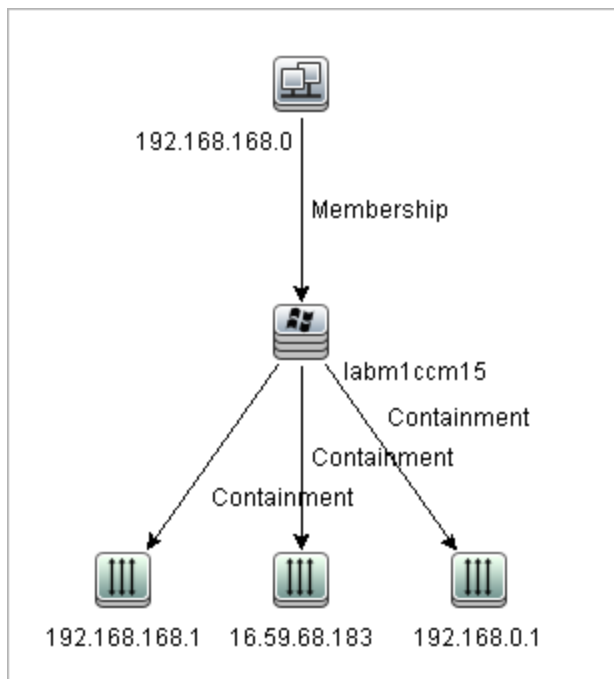 192.168.168.0
Membership
labm1ccm15
Containment
Containment
Containment
192.168.168.1
16.59.68.183
192.168.0.1